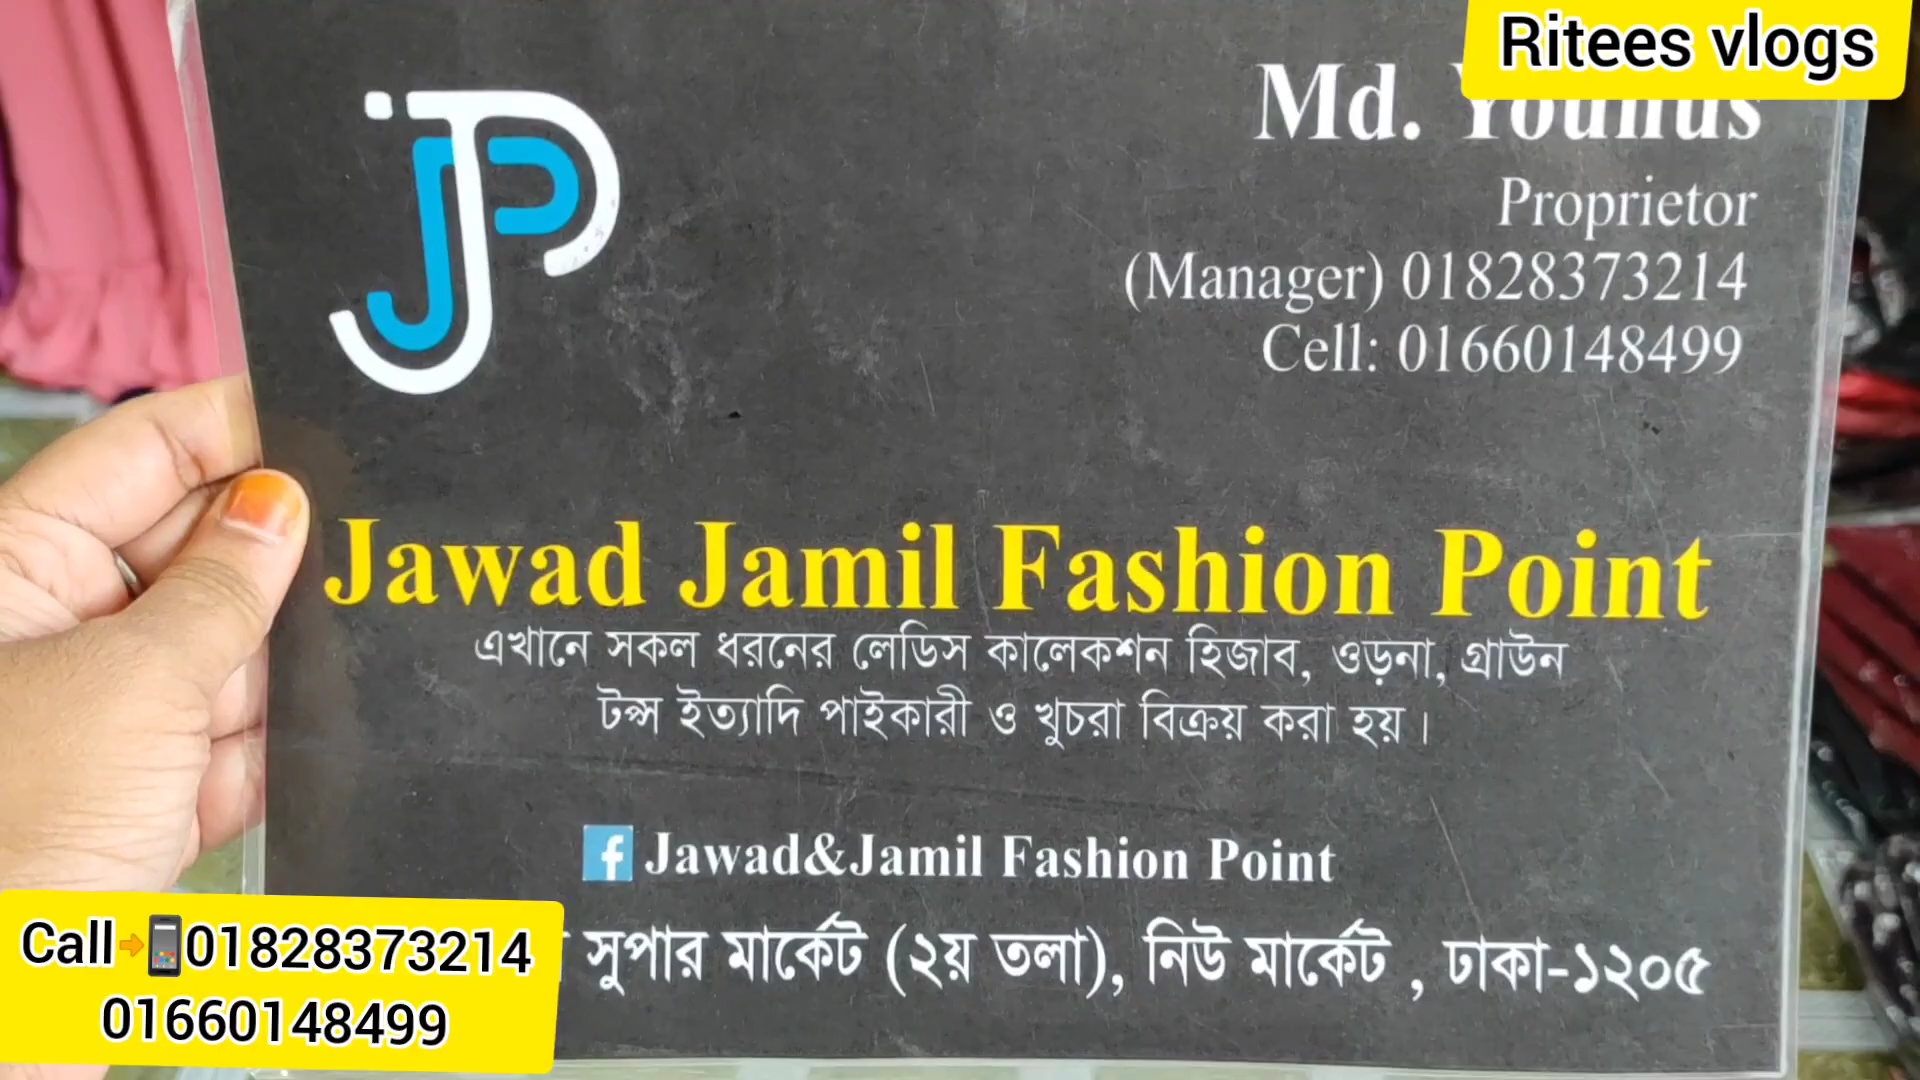 Ritees vlogs
Md. Younus
Proprietor
(Manager) 01828373214
Cell: 01660148499
Jawad Jamil Fashion Point
এখানে সকল ধরনের লেডিস কালেকশন হিজাব, ওড়না, গ্রাউন
টপ্স ইত্যাদি পাইকারী ও খুচরা বিক্রয় করা হয়।
Jawad&Jamil Fashion Point
সুপার মার্কেট (২য় তলা), নিউ মার্কেট , ঢাকা-১২০৫
Call 01828373214
01660148499